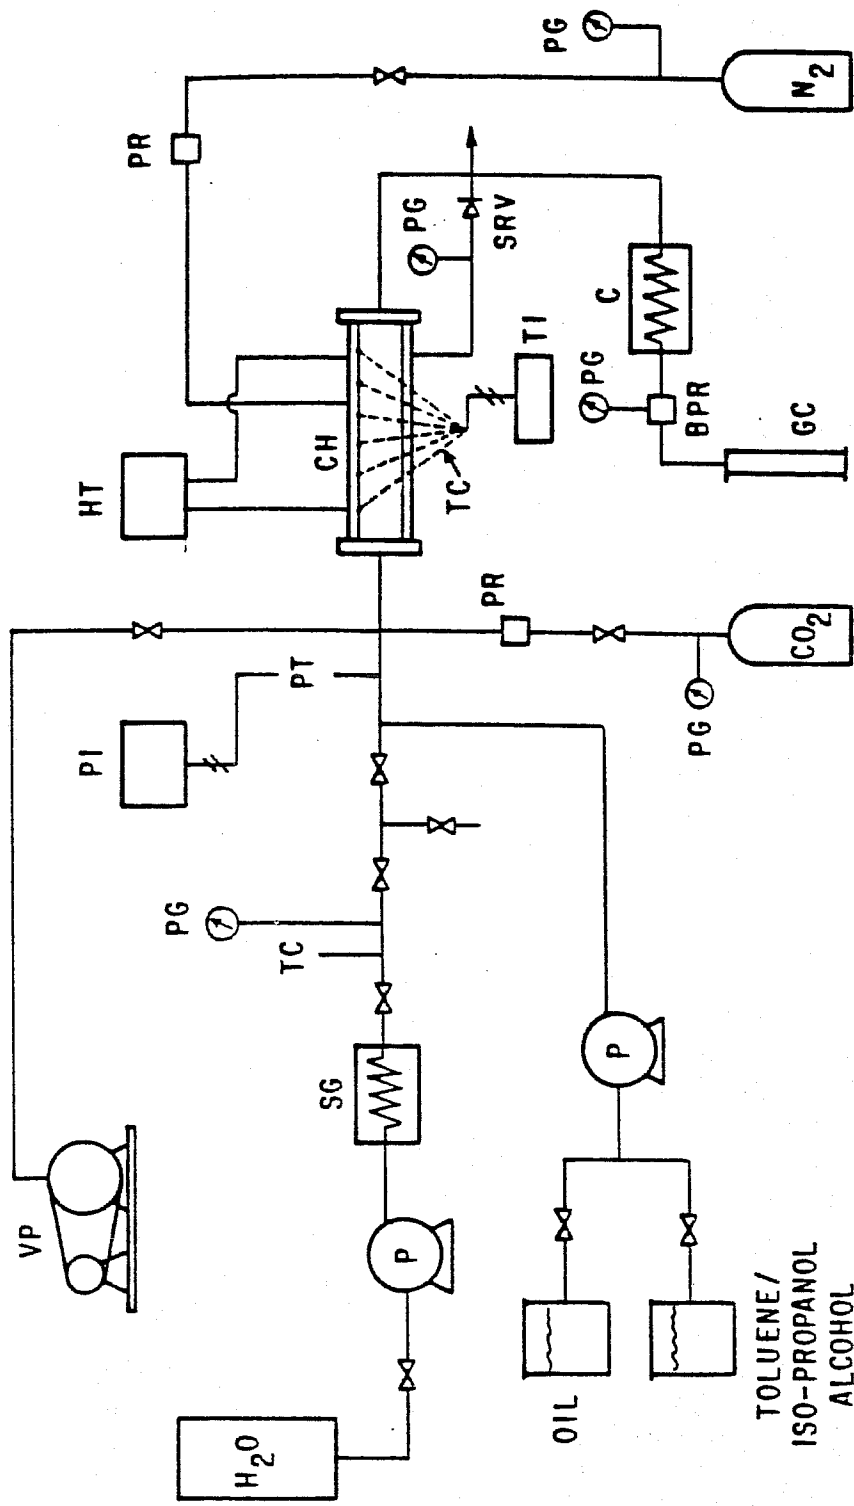 VP
PI
HT
PR
PG
H2O
P
SG
TC
PG
PT
CH
TC
TI
PG
SRV
OIL
TOLUENE/
ISO-PROPANOL
ALCOHOL
P
PR
PG
CO2
GC
BPR
PG
C
N2
PG